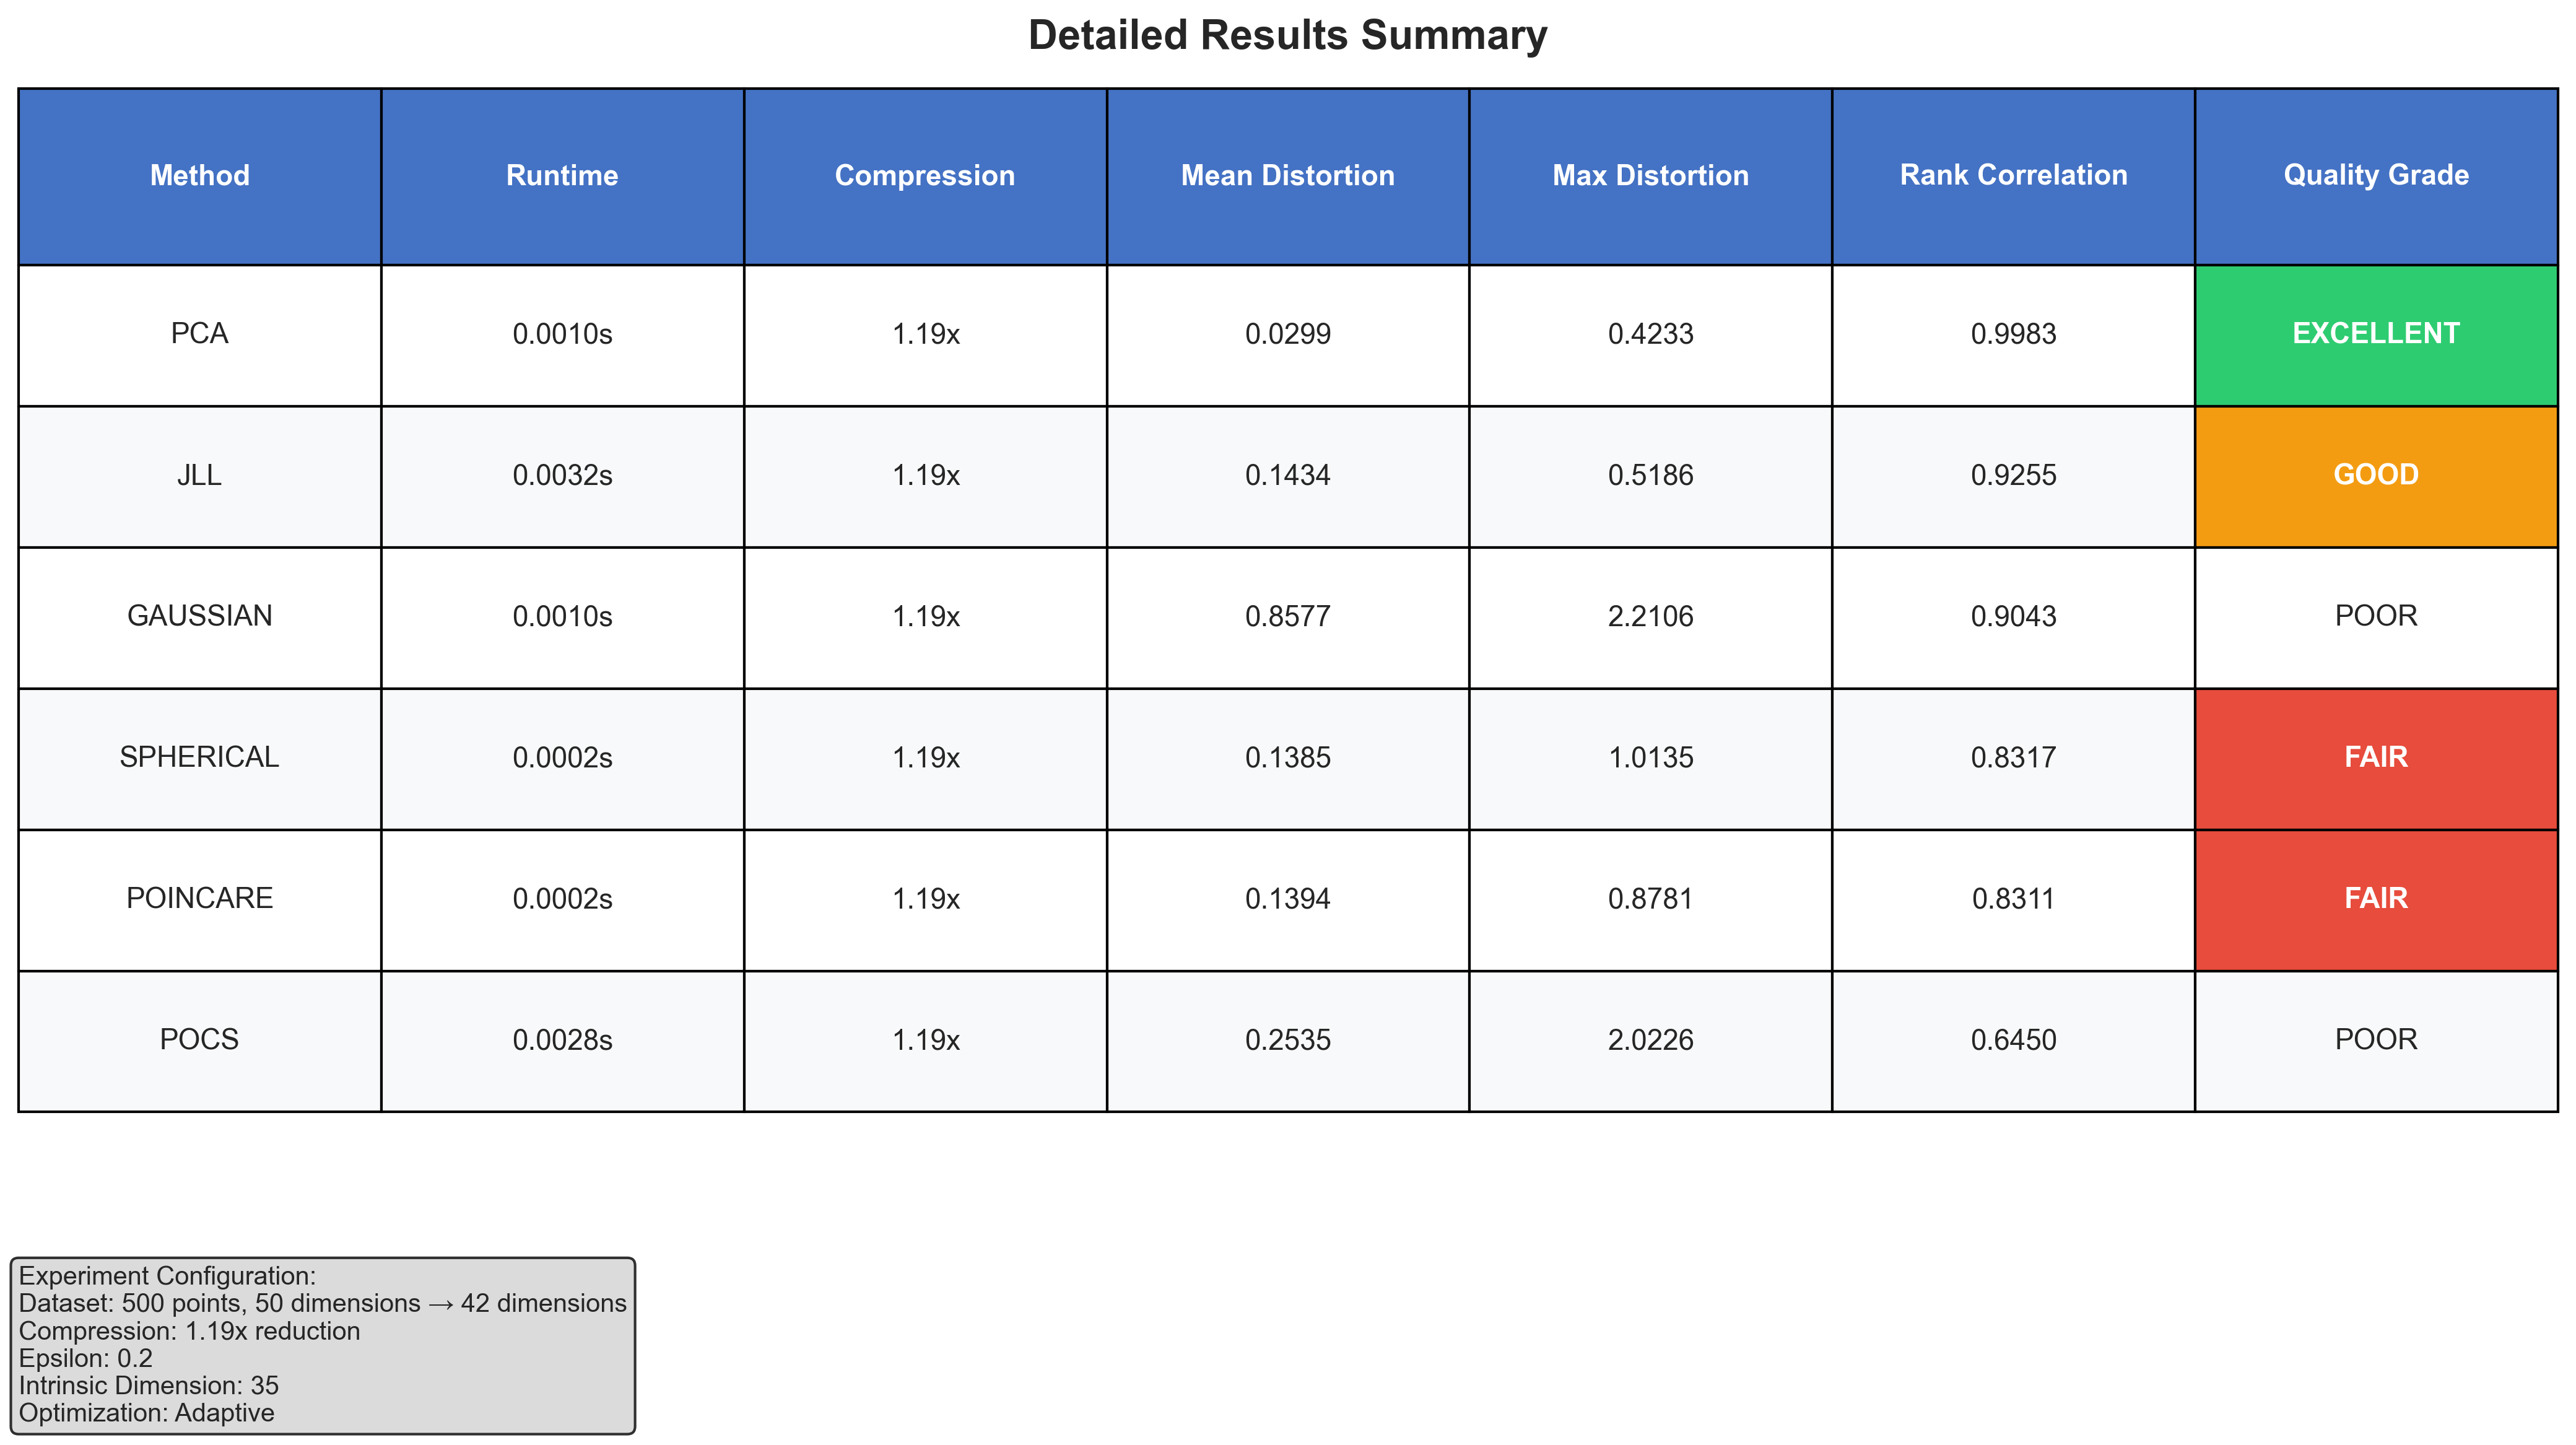 Detailed Results Summary
Method Runtime Compression Mean Distortion Max Distortion Rank Correlation Quality Grade
PCA 0.0010s 1.19x 0.0299 0.4233 0.9983 EXCELLENT
JLL 0.0032s 1.19x 0.1434 0.5186 0.9255 GOOD
GAUSSIAN 0.0010s 1.19x 0.8577 2.2106 0.9043 POOR
SPHERICAL 0.0002s 1.19x 0.1385 1.0135 0.8317 FAIR
POINCARE 0.0002s 1.19x 0.1394 0.8781 0.8311 FAIR
POCS 0.0028s 1.19x 0.2535 2.0226 0.6450 POOR
Experiment Configuration:
Dataset: 500 points, 50 dimensions → 42 dimensions
Compression: 1.19x reduction
Epsilon: 0.2
Intrinsic Dimension: 35
Optimization: Adaptive